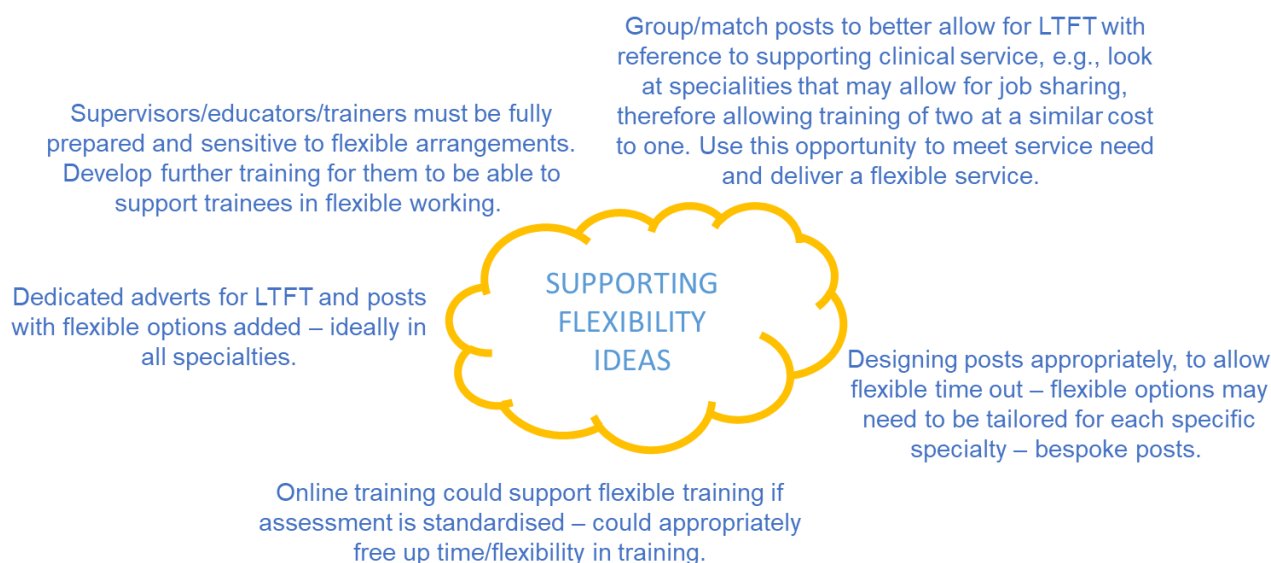 Group/match posts to better allow for LTFT with
reference to supporting clinical service, e.g., look
at specialities that may allow for job sharing,
therefore allowing training of two at a similar cost
to one. Use this opportunity to meet service need
and deliver a flexible service.
Supervisors/educators/trainers must be fully
prepared and sensitive to flexible arrangements.
Develop further training for them to be able to
support trainees in flexible working.
SUPPORTING
FLEXIBILITY
IDEAS
Dedicated adverts for LTFT and posts
with flexible options added – ideally in
all specialties.
Designing posts appropriately, to allow
flexible time out – flexible options may
need to be tailored for each specific
specialty – bespoke posts.
Online training could support flexible training if
assessment is standardised – could appropriately
free up time/flexibility in training.